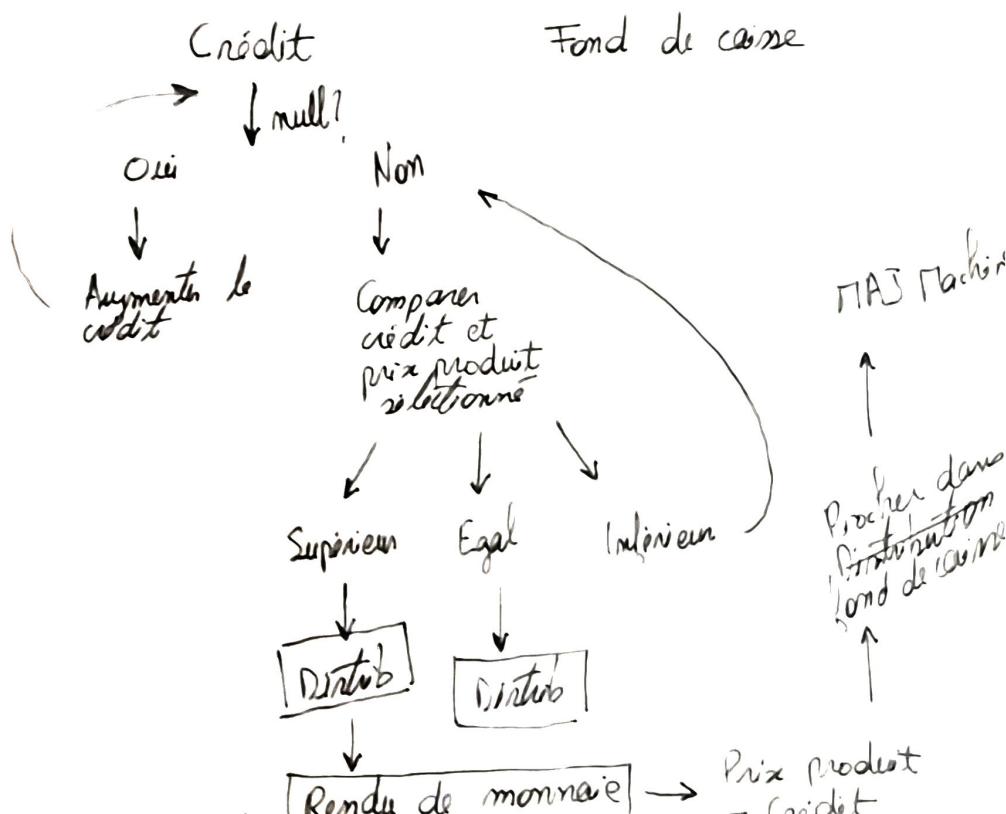 Crédit
Fond de caisse
null?
Oui
Non
Augmenter le
crédit
Comparer
crédit et
prix produit
sélectionné
MAJ Machine
Supérieur
Egal
Inférieur
Piocher dans
Distribution
fond de caisse
Distrib
Distrib
Rendu de monnaie
Prix produit
- Crédit